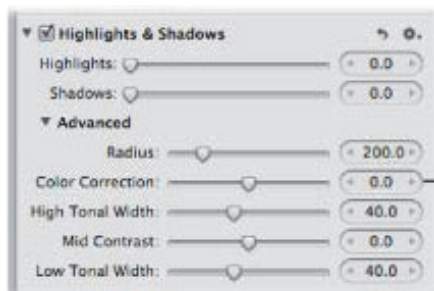 Highlights & Shadows
Highlights: 0.0
Shadows: 0.0
Advanced
Radius: 200.0
Color Correction: 0.0
High Tonal Width: 40.0
Mid Contrast: 0.0
Low Tonal Width: 40.0